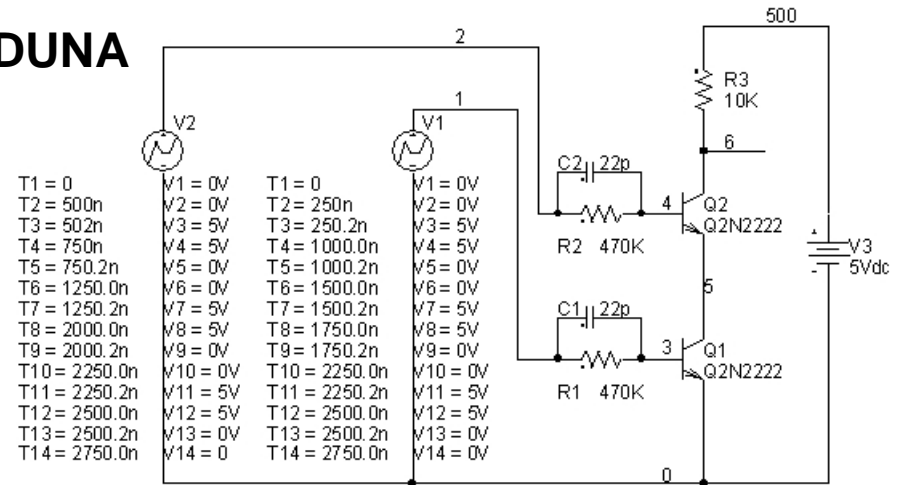 DUNA
500
2
1
R3
10K
V2
V1
6
C2 22p
T1 = 0 V1 = 0V T1 = 0 V1 = 0V
T2 = 500n V2 = 0V T2 = 250n V2 = 0V
T3 = 502n V3 = 5V T3 = 250.2n V3 = 5V
T4 = 750n V4 = 5V T4 = 1000.0n V4 = 5V
T5 = 750.2n V5 = 0V T5 = 1000.2n V5 = 0V
T6 = 1250.0n V6 = 0V T6 = 1500.0n V6 = 0V
T7 = 1250.2n V7 = 5V T7 = 1500.2n V7 = 5V
T8 = 2000.0n V8 = 5V T8 = 1750.0n V8 = 5V
T9 = 2000.2n V9 = 0V T9 = 1750.2n V9 = 0V
T10 = 2250.0n V10 = 0V T10 = 2250.0n V10 = 0V
T11 = 2250.2n V11 = 5V T11 = 2250.2n V11 = 5V
T12 = 2500.0n V12 = 5V T12 = 2500.0n V12 = 5V
T13 = 2500.2n V13 = 0V T13 = 2500.2n V13 = 0V
T14 = 2750.0n V14 = 0 T14 = 2750.0n V14 = 0V
4
Q2
Q2N2222
R2 470K
V3
5Vdc
5
C1 22p
3
Q1
Q2N2222
R1 470K
0